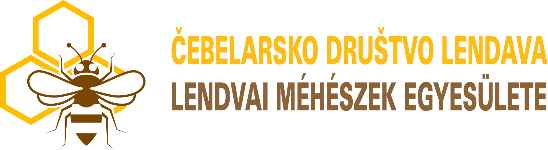 ČEBELARSKO DRUŠTVO LENDAVA
LENDVAI MÉHÉSZEK EGYESÜLETE